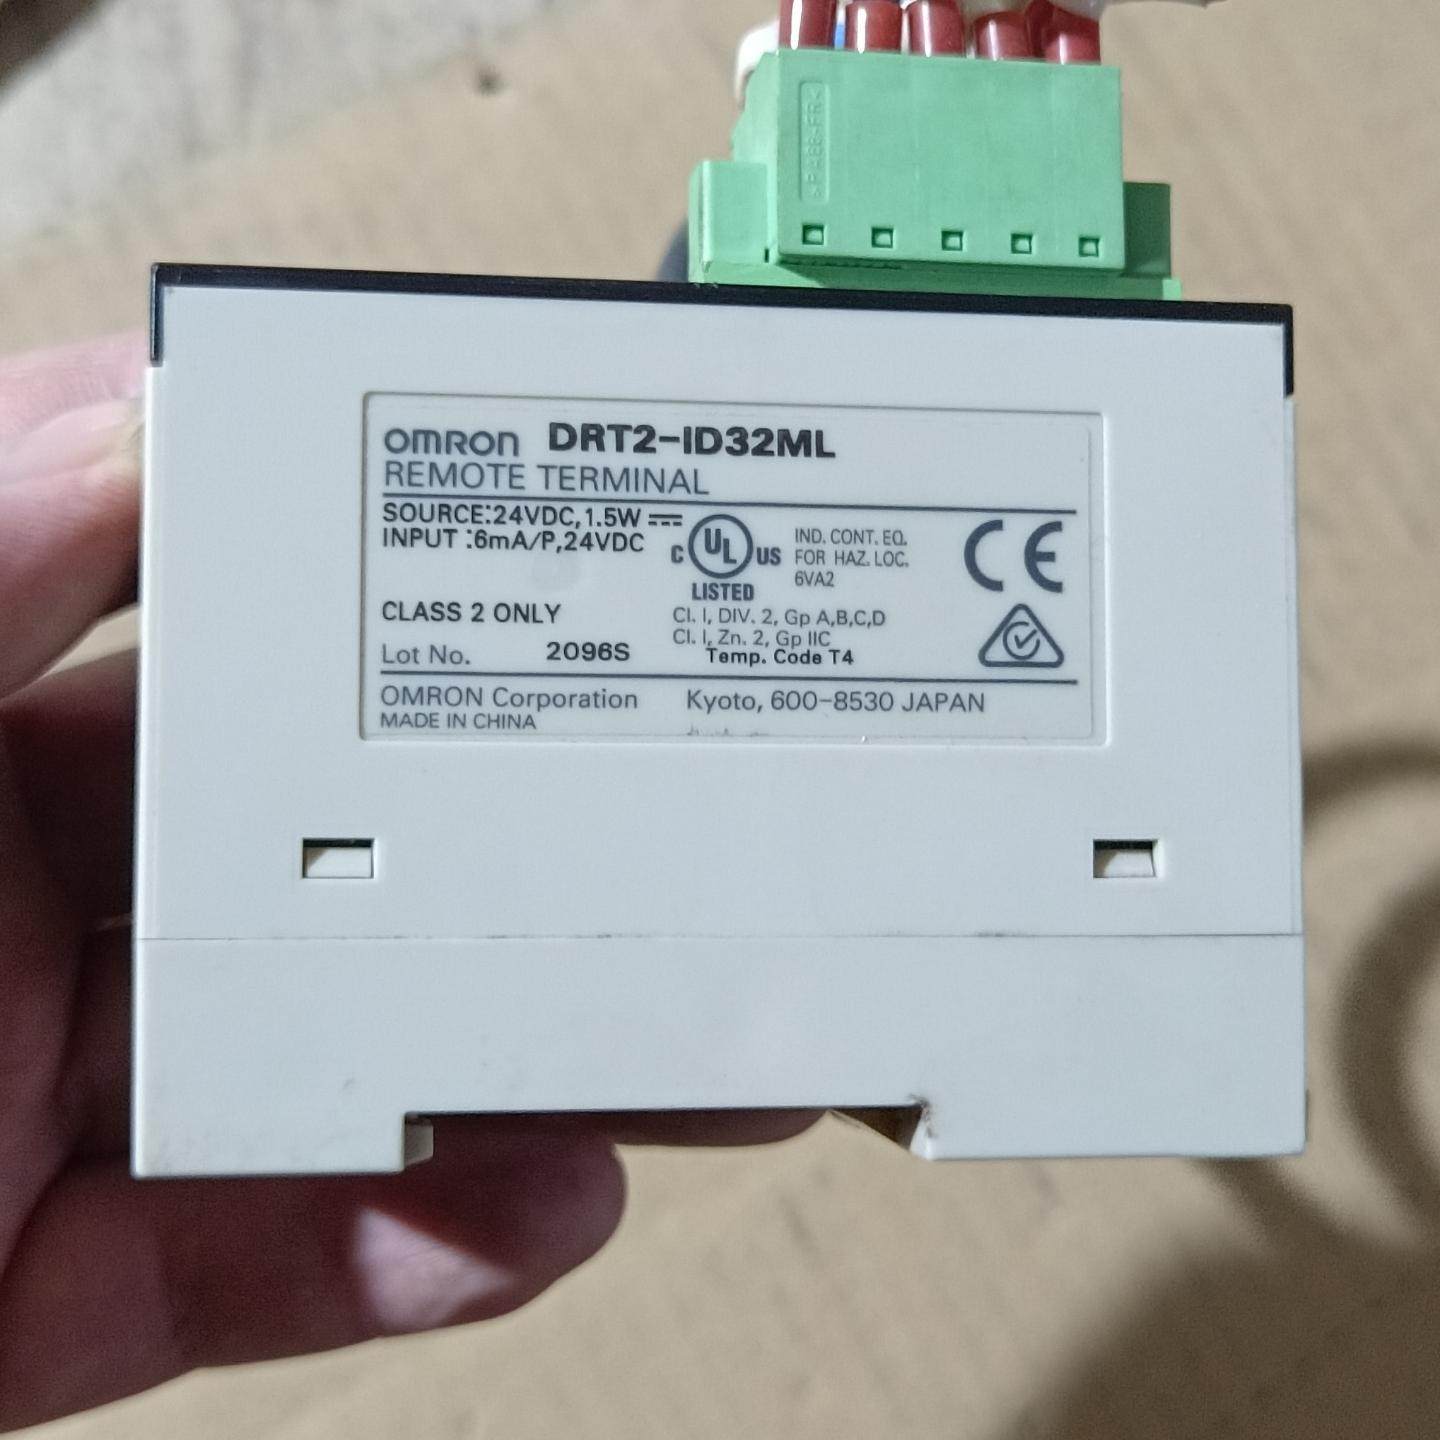 >PA66-FR<
OMRON DRT2-ID32ML
REMOTE TERMINAL
SOURCE:24VDC,1.5W
INPUT :6mA/P,24VDC
C UL US
LISTED
IND. CONT. EQ.
FOR HAZ. LOC.
6VA2
CE
CLASS 2 ONLY
Cl. I, DIV. 2, Gp A,B,C,D
Cl. I, Zn. 2, Gp IIC
Temp. Code T4
Lot No. 2096S
OMRON Corporation Kyoto, 600-8530 JAPAN
MADE IN CHINA